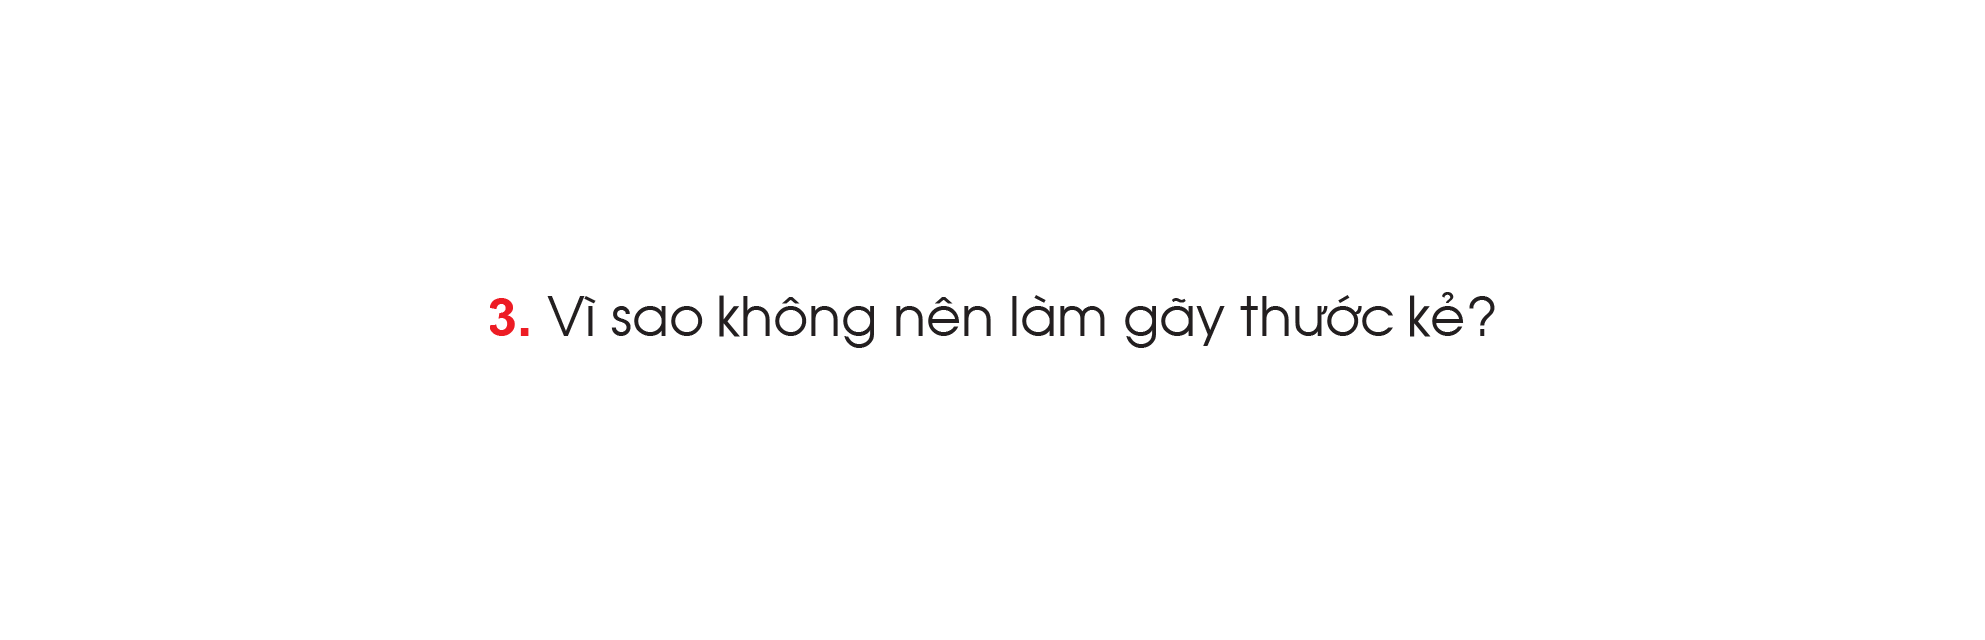 3. Vì sao không nên làm gãy thước kẻ?